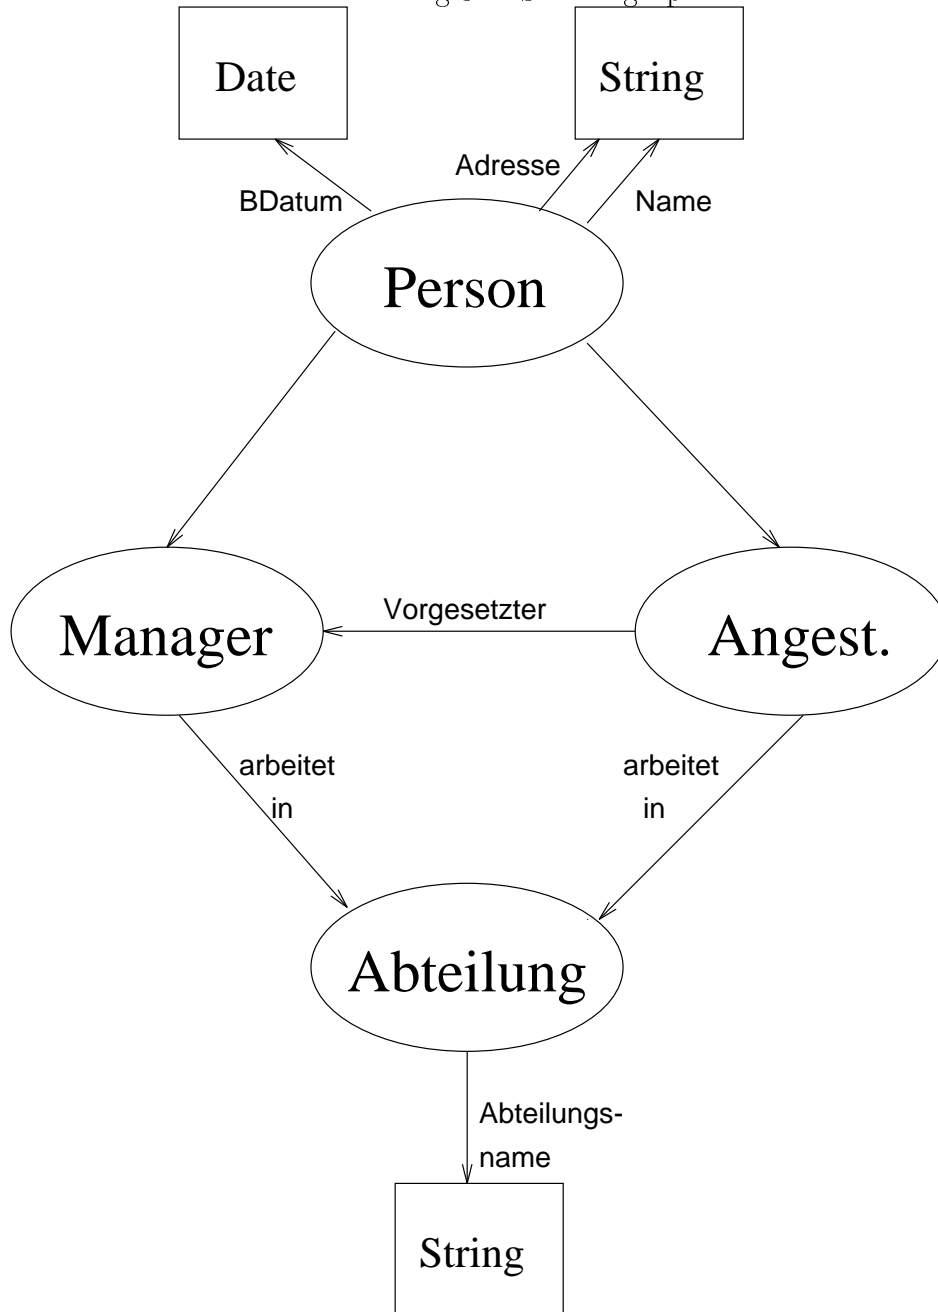 Date
String
Adresse
BDatum
Name
Person
Vorgesetzter
Manager
Angest.
arbeitet
in
arbeitet
in
Abteilung
Abteilungs-
name
String